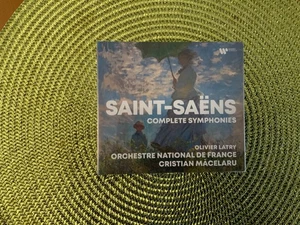 SAINT-SAËNS
COMPLETE SYMPHONIES
OLIVIER LATRY
ORCHESTRE NATIONAL DE FRANCE
CRISTIAN MĂCELARU